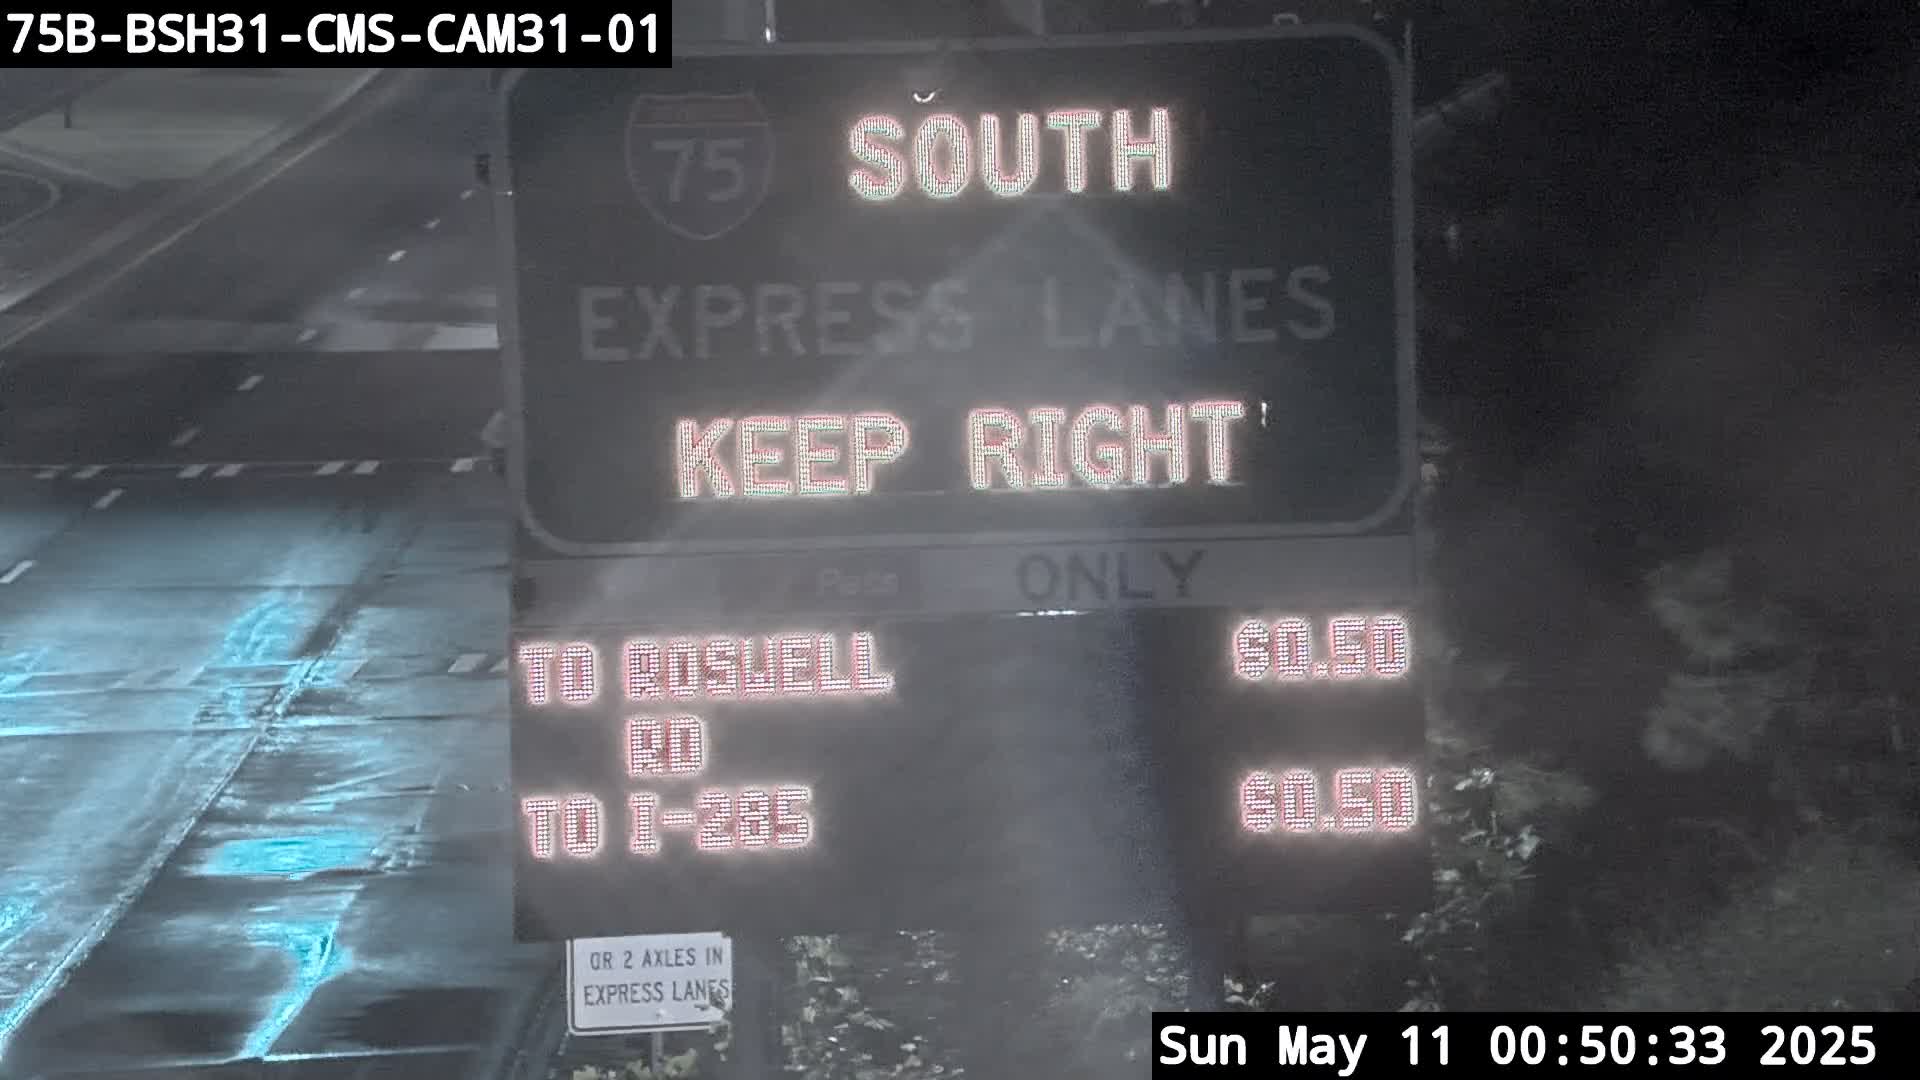 75B-BSH31-CMS-CAM31-01
75 SOUTH
EXPRESS LANES
KEEP RIGHT
Pass ONLY
TO ROSWELL $0.50
RD
TO I-285 $0.50
OR 2 AXLES IN
EXPRESS LANES
Sun May 11 00:50:33 2025